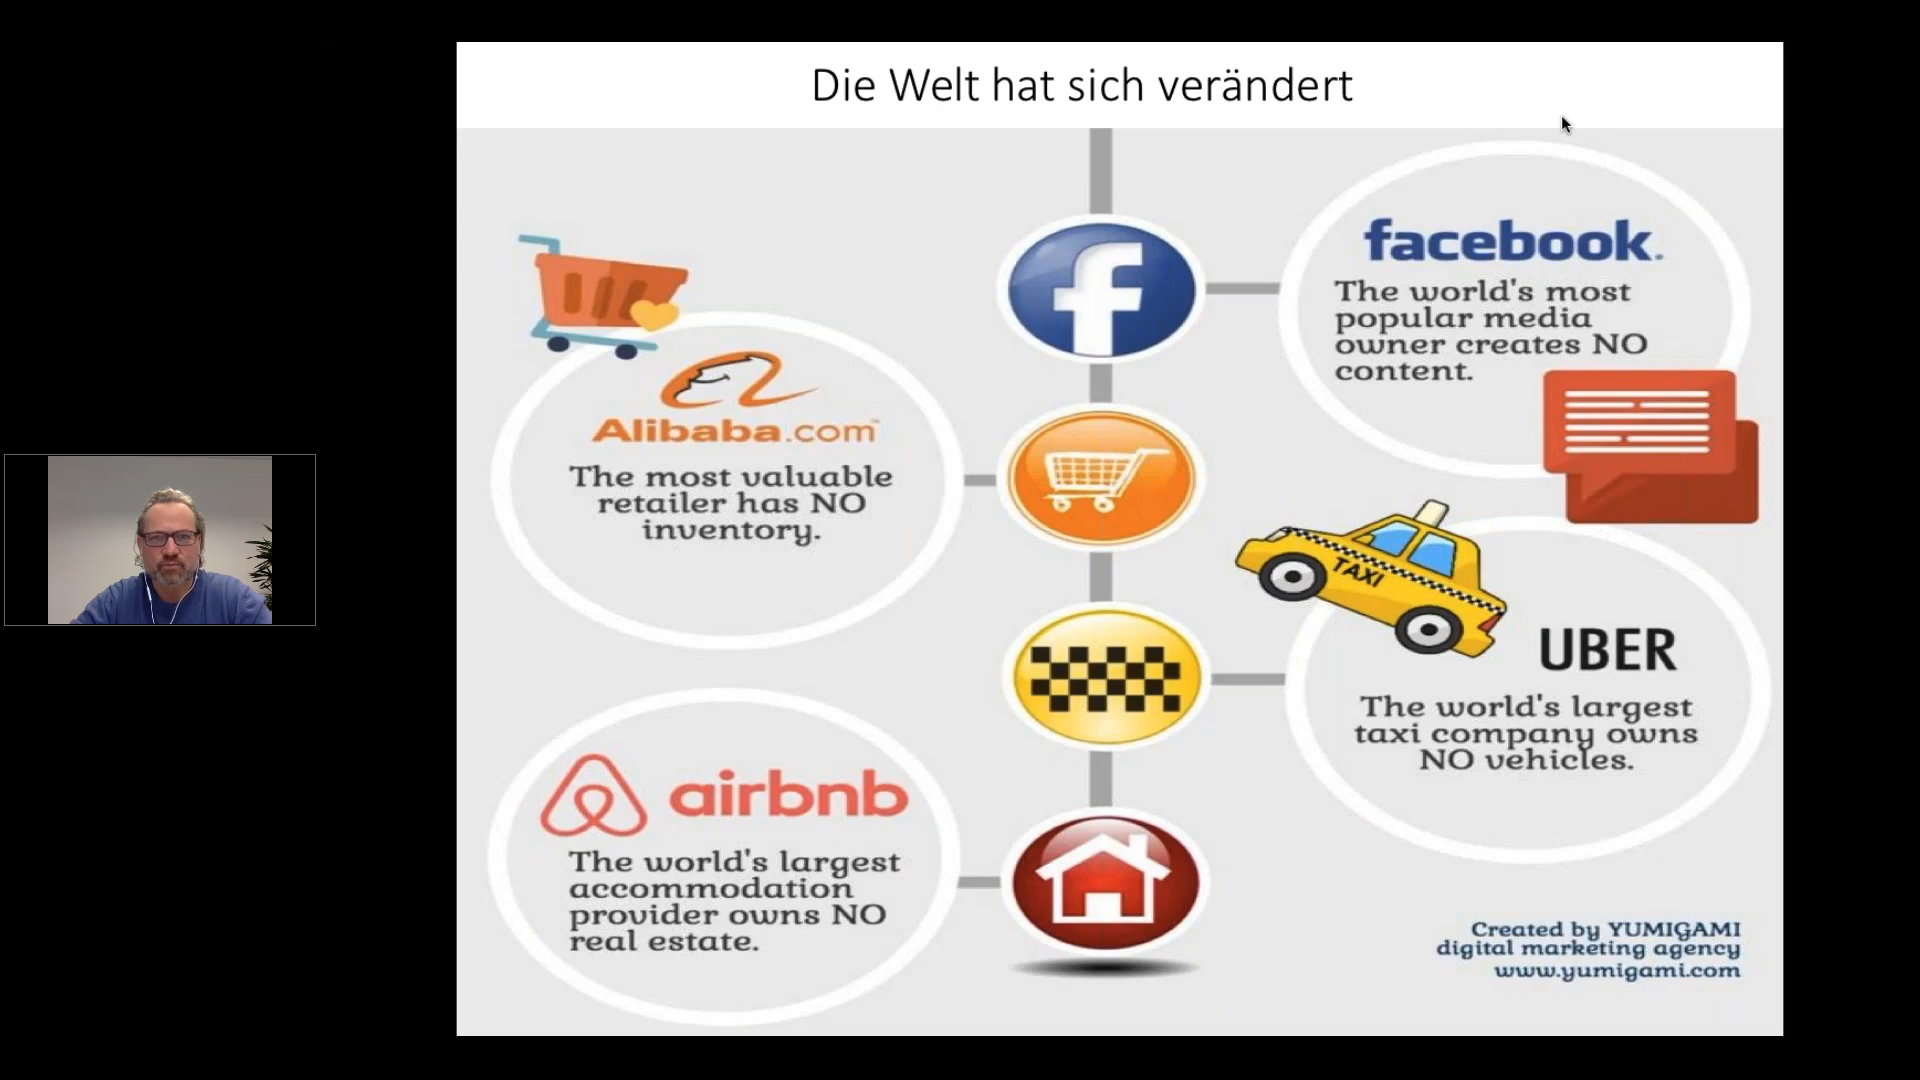 Die Welt hat sich verändert
facebook.
The world's most
popular media
owner creates NO
content.
Alibaba.com™
The most valuable
retailer has NO
inventory.
TAXI
UBER
The world's largest
taxi company owns
NO vehicles.
airbnb
The world's largest
accommodation
provider owns NO
real estate.
Created by YUMIGAMI
digital marketing agency
www.yumigami.com